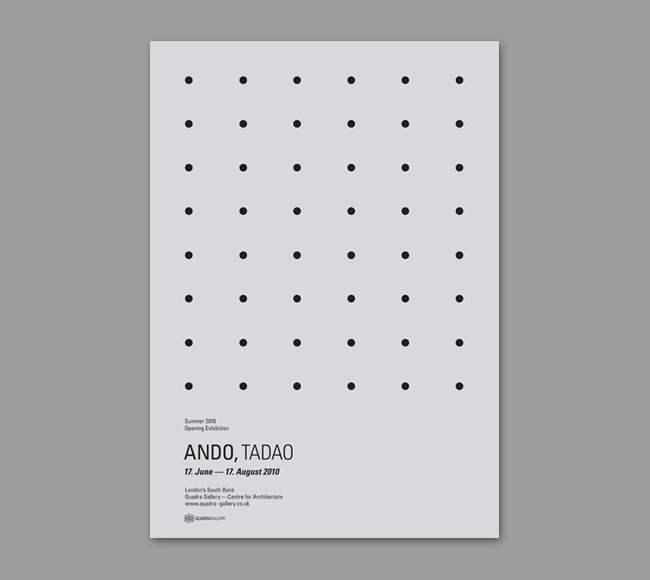 Summer 2010
Opening Exhibition
ANDO, TADAO
17. June — 17. August 2010
London's South Bank
Quadra Gallery—Centre for Architecture
www.quadra-gallery.co.uk
QUADRAGALLERY